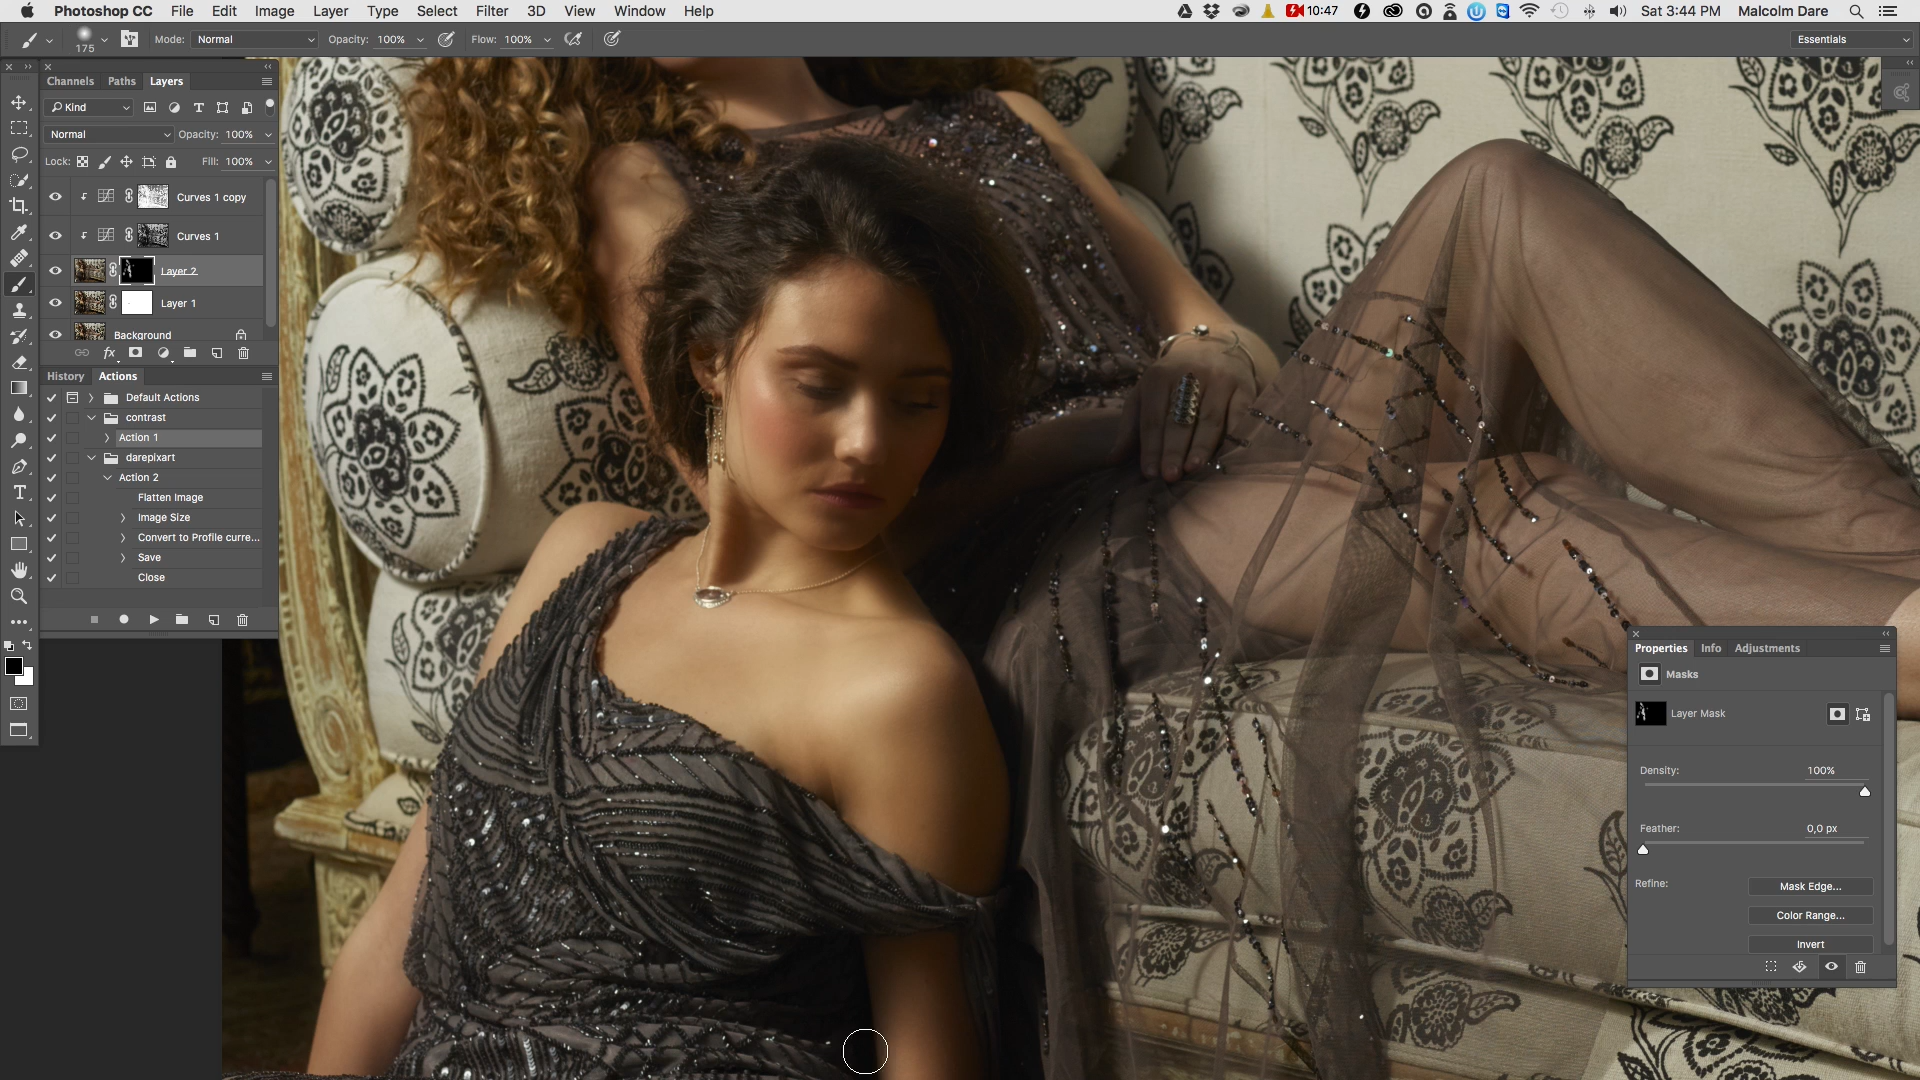 Photoshop CC File Edit Image Layer Type Select Filter 3D View Window Help 10:47 Sat 3:44 PM Malcolm Dare
175 Mode: Normal Opacity: 100% Flow: 100% Essentials
Channels Paths Layers
Kind
Normal Opacity: 100%
Lock: Fill: 100%
Curves 1 copy
Curves 1
Layer 2
Layer 1
Background
fx
History Actions
Default Actions
contrast
Action 1
darepixart
Action 2
Flatten Image
Image Size
Convert to Profile curre...
Save
Close
Properties Info Adjustments
Masks
Layer Mask
Density: 100%
Feather: 0,0 px
Refine: Mask Edge...
Color Range...
Invert